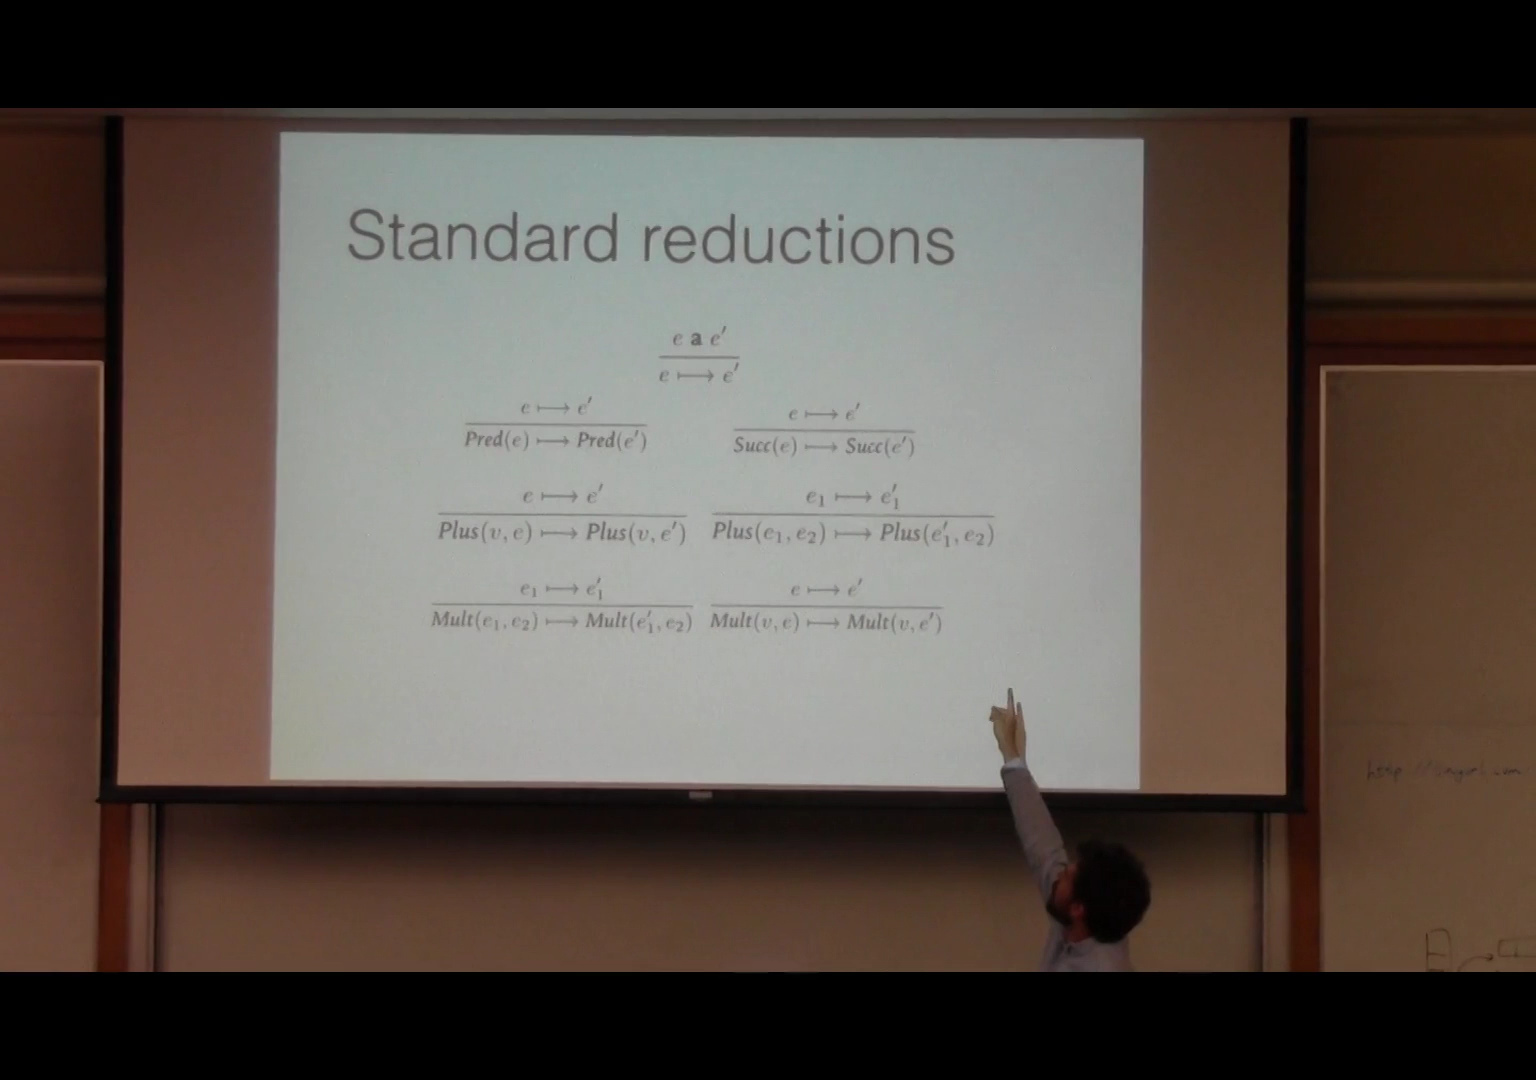 Standard reductions
e a e′
e ⟼ e′
e ⟼ e′ e ⟼ e′
Pred(e) ⟼ Pred(e′) Succ(e) ⟼ Succ(e′)
e ⟼ e′ e₁ ⟼ e′₁
Plus(v, e) ⟼ Plus(v, e′) Plus(e₁, e₂) ⟼ Plus(e′₁, e₂)
e₁ ⟼ e′₁ e ⟼ e′
Mult(e₁, e₂) ⟼ Mult(e′₁, e₂) Mult(v, e) ⟼ Mult(v, e′)